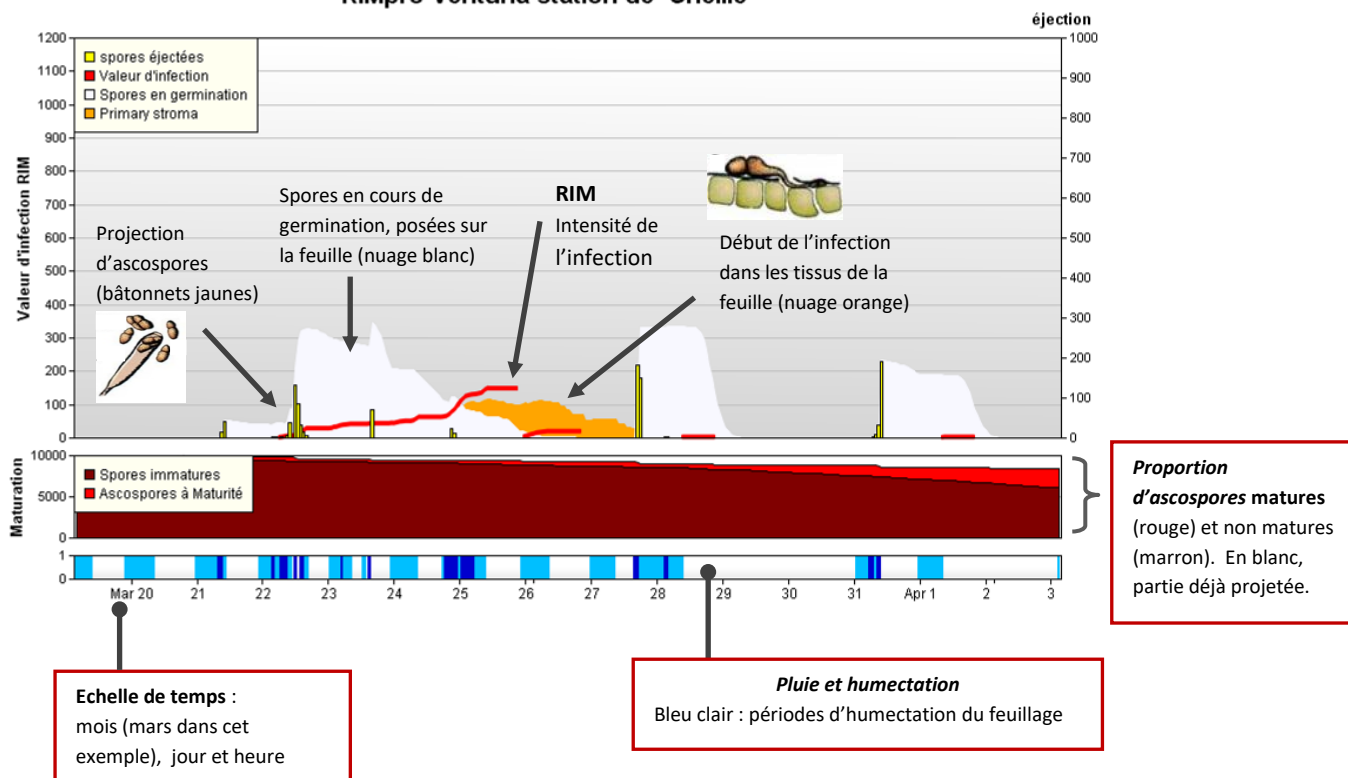 éjection
1200
1100
1000
900
800
700
600
500
400
300
200
100
0
Valeur d'infection RIM
1000
900
800
700
600
500
400
300
200
100
0
spores éjectées
Valeur d'infection
Spores en germination
Primary stroma
Projection
d'ascospores
(bâtonnets jaunes)
Spores en cours de
germination, posées sur
la feuille (nuage blanc)
RIM
Intensité de
l'infection
Début de l'infection
dans les tissus de la
feuille (nuage orange)
10000
5000
0
Maturation
Spores immatures
Ascospores à Maturité
1
0
Mar 20 21 22 23 24 25 26 27 28 29 30 31 Apr 1 2 3
Proportion
d'ascospores matures
(rouge) et non matures
(marron). En blanc,
partie déjà projetée.
Echelle de temps :
mois (mars dans cet
exemple), jour et heure
Pluie et humectation
Bleu clair : périodes d'humectation du feuillage